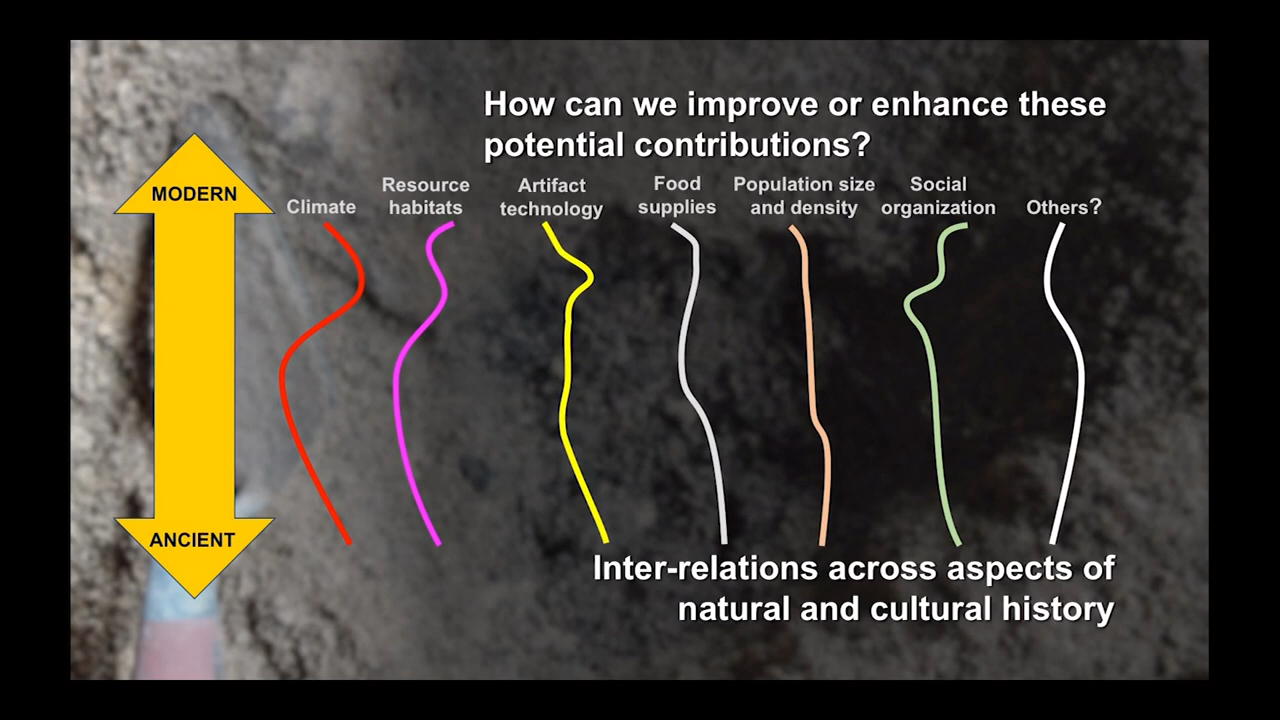 How can we improve or enhance these
potential contributions?
MODERN
Climate
Resource
habitats
Artifact
technology
Food
supplies
Population size
and density
Social
organization
Others?
ANCIENT
Inter-relations across aspects of
natural and cultural history